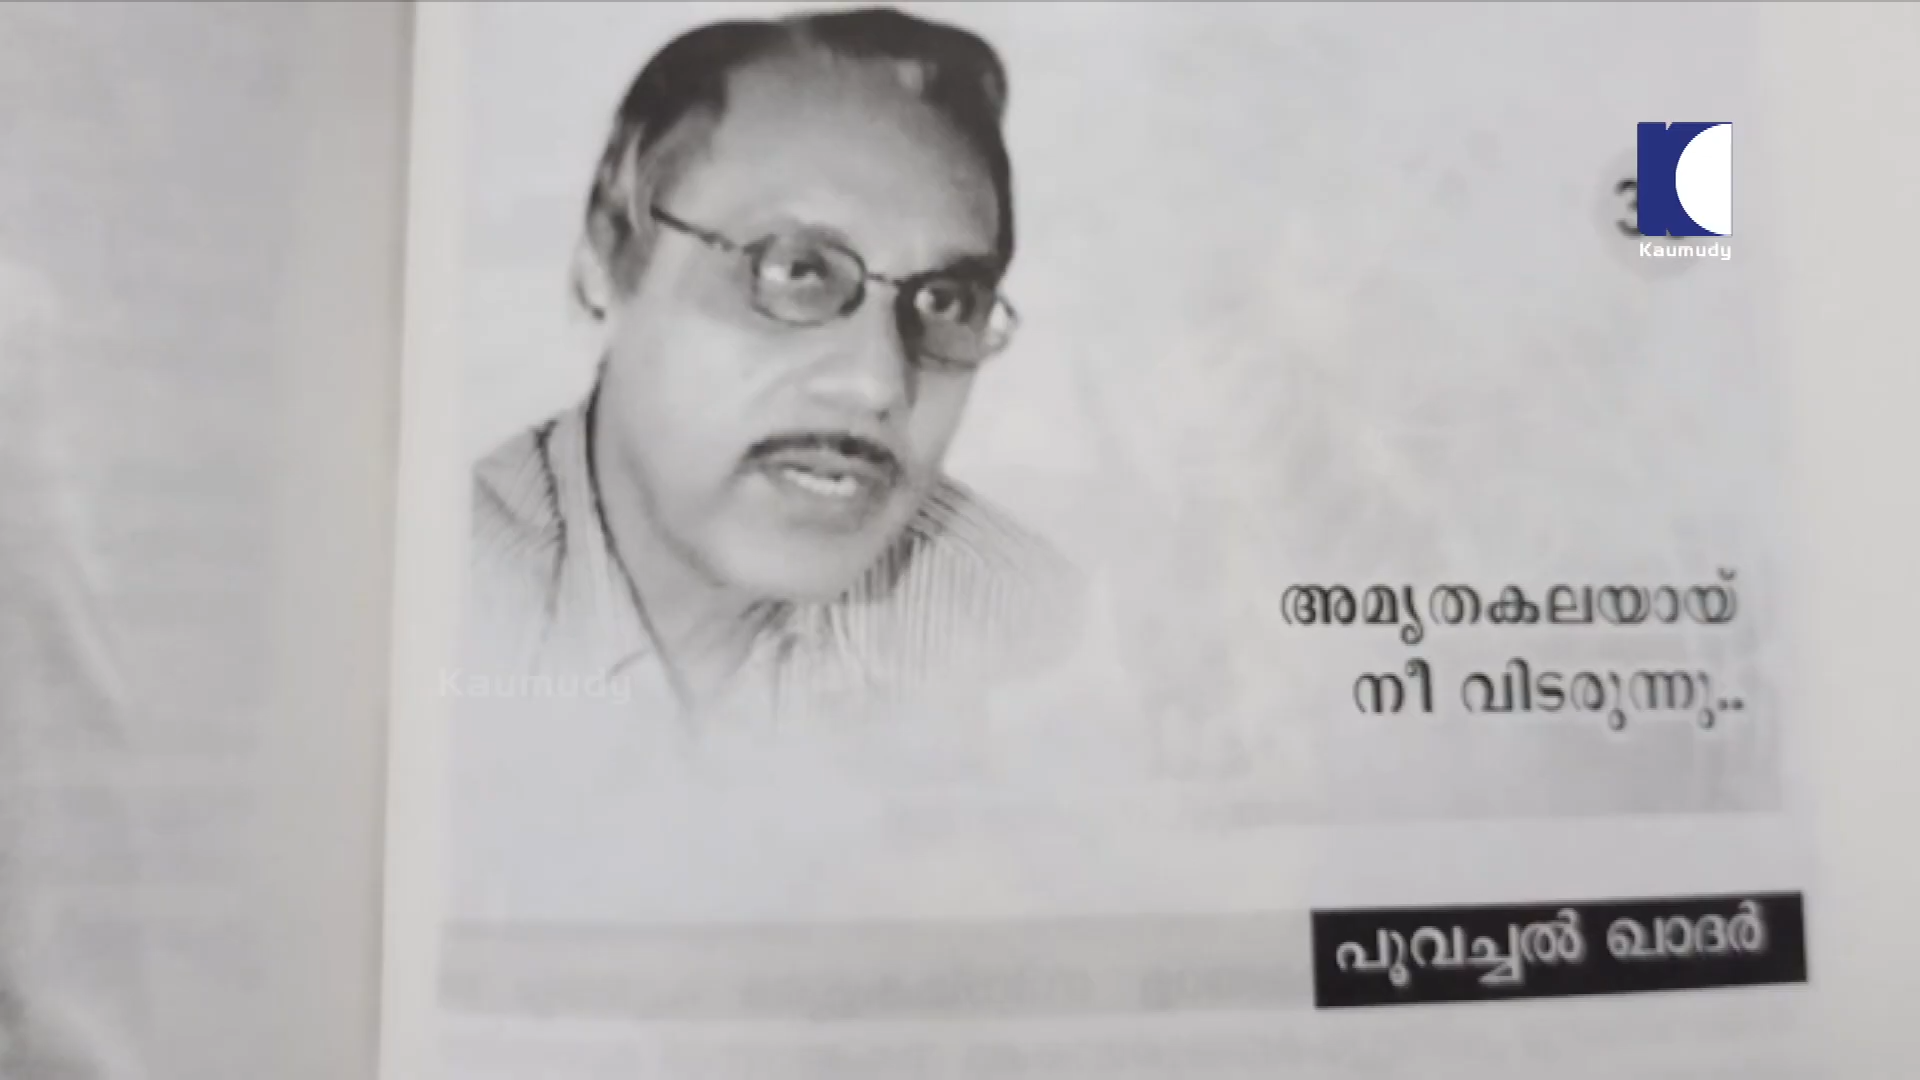 Kaumudy
അമൃതകലയായ്
നീ വിടരുന്നു..
Kaumudy
പൂവച്ചൽ ഖാദർ